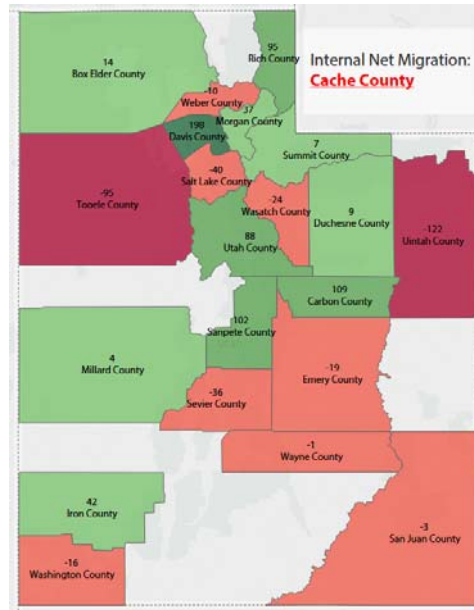 14
Box Elder County
95
Rich County
Internal Net Migration:
Cache County
-10
Weber County
37
Morgan County
198
Davis County
7
Summit County
-40
Salt Lake County
-95
Tooele County
-24
Wasatch County
9
Duchesne County
-122
Uintah County
88
Utah County
109
Carbon County
102
Sanpete County
4
Millard County
-19
Emery County
-36
Sevier County
-1
Wayne County
42
Iron County
-3
San Juan County
-16
Washington County